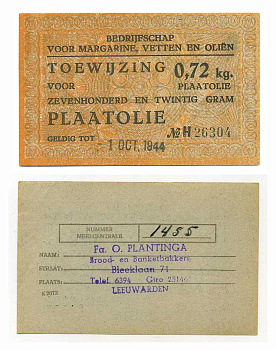 BEDRIJFSCHAP
VOOR MARGARINE, VETTEN EN OLIËN
TOEWIJZING 0,72 kg.
VOOR PLAATOLIE
ZEVENHONDERD EN TWINTIG GRAM
PLAATOLIE
GELDIG TOT - 1 OCT. 1944 № H 26304
NUMMER
MEELCENTRALE 1485
NAAM: Fa. O. PLANTINGA
Brood- en Banketbakkerij
STRAAT: Bleeklaan 71
PLAATS: Telef. 6394 Giro 23146
LEEUWARDEN